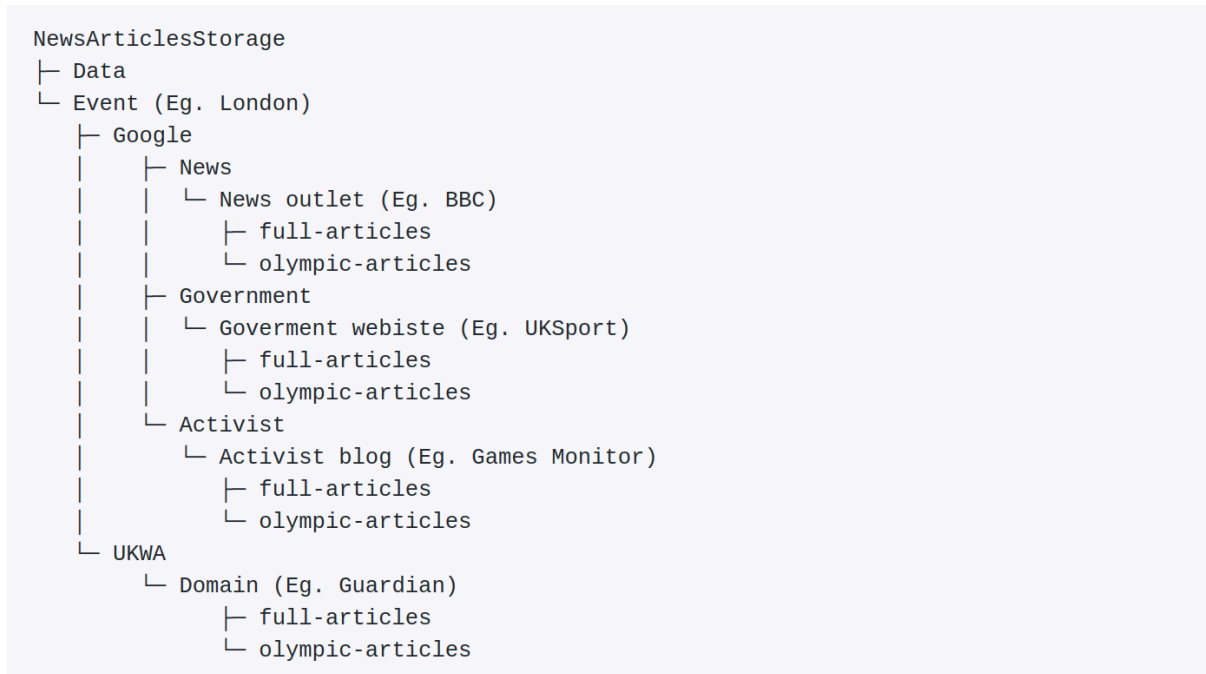 NewsArticlesStorage
├─ Data
└─ Event (Eg. London)
   ├─ Google
   │    ├─ News
   │    │  └─ News outlet (Eg. BBC)
   │    │     ├─ full-articles
   │    │     └─ olympic-articles
   │    ├─ Government
   │    │  └─ Goverment webiste (Eg. UKSport)
   │    │     ├─ full-articles
   │    │     └─ olympic-articles
   │    └─ Activist
   │       └─ Activist blog (Eg. Games Monitor)
   │          ├─ full-articles
   │          └─ olympic-articles
   └─ UKWA
        └─ Domain (Eg. Guardian)
              ├─ full-articles
              └─ olympic-articles